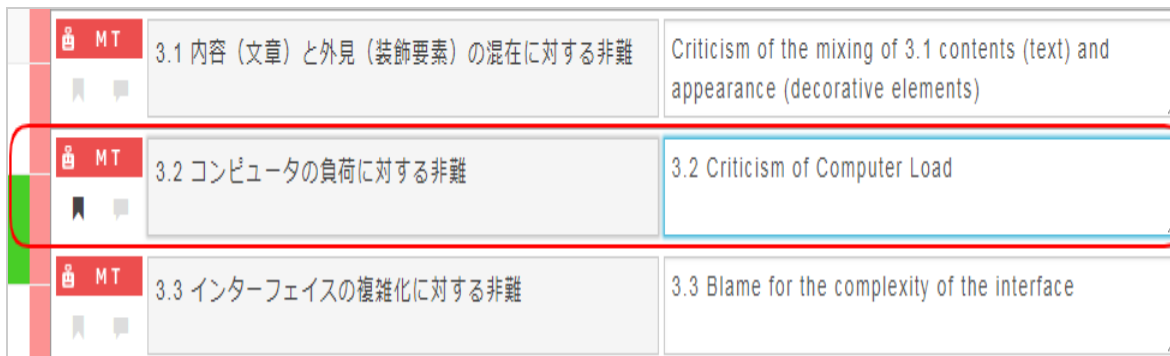 MT
3.1 内容（文章）と外見（装飾要素）の混在に対する非難
Criticism of the mixing of 3.1 contents (text) and
appearance (decorative elements)
MT
3.2 コンピュータの負荷に対する非難
3.2 Criticism of Computer Load
MT
3.3 インターフェイスの複雑化に対する非難
3.3 Blame for the complexity of the interface